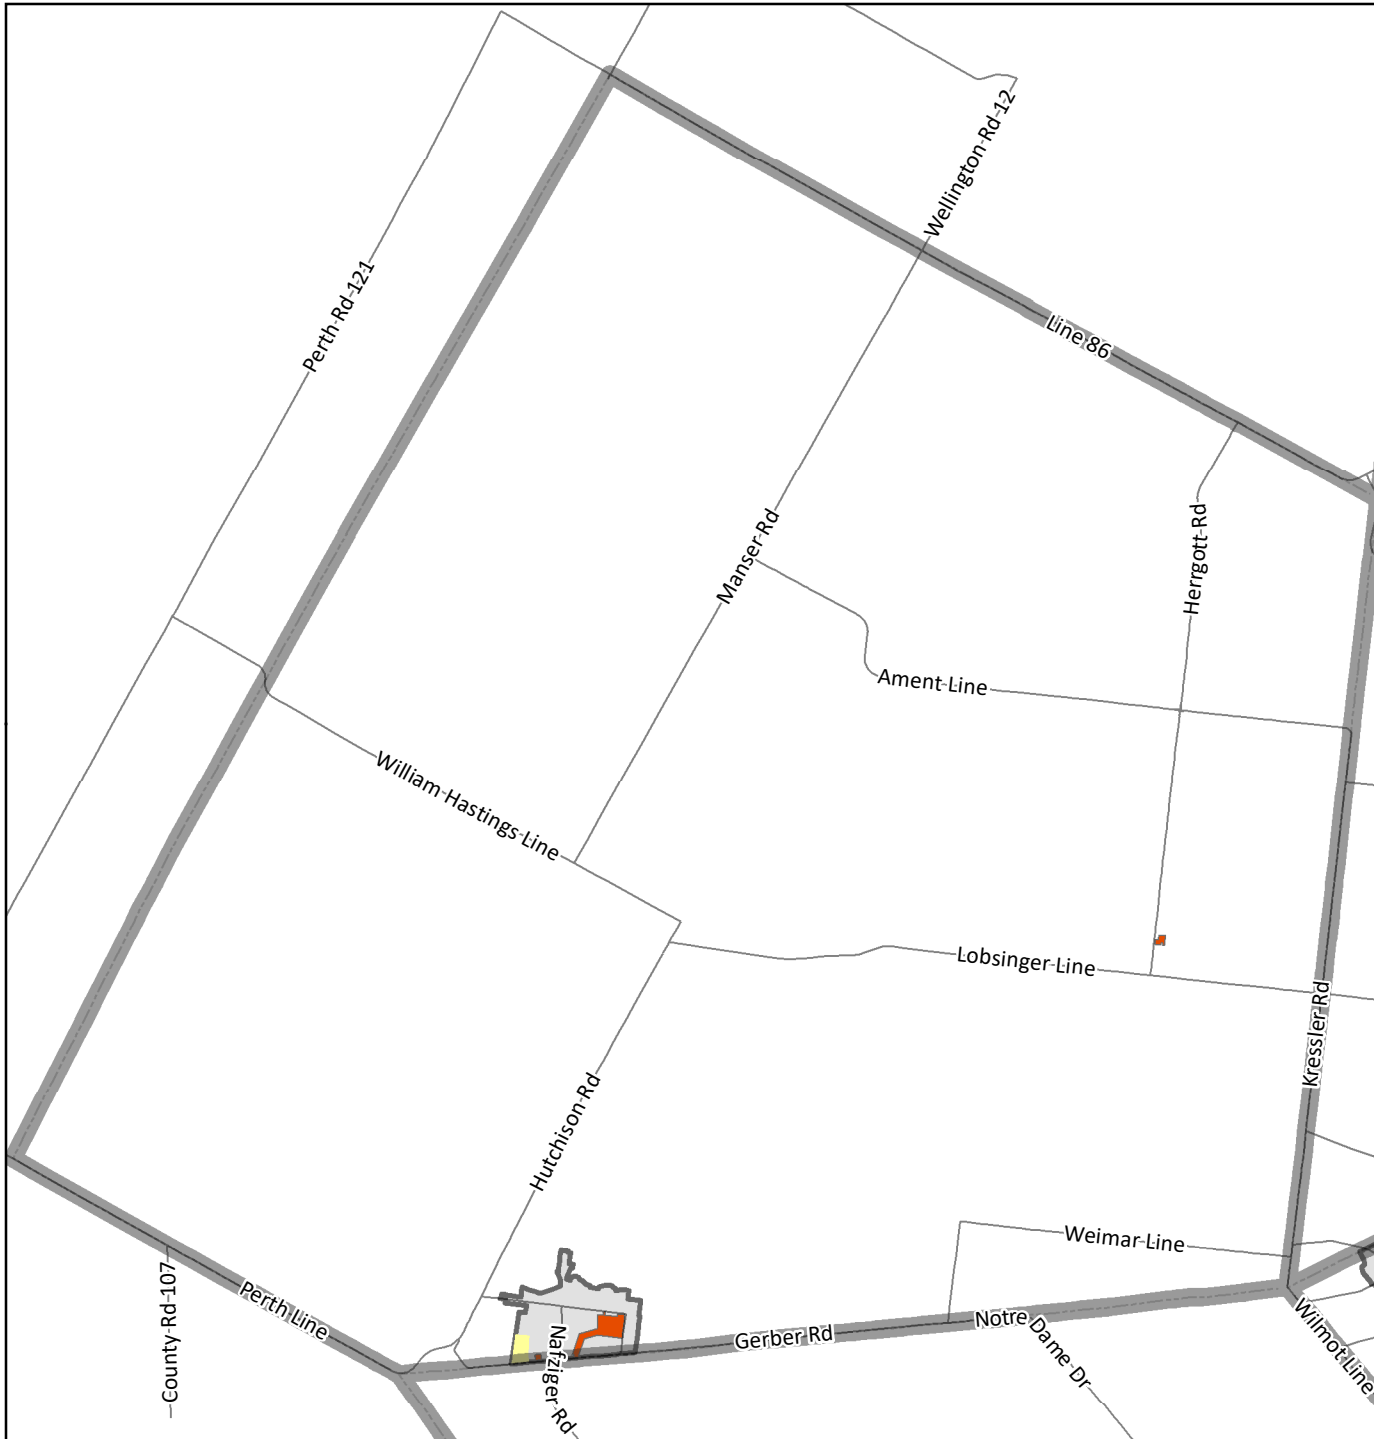 Wellington Rd 12
Perth Rd 121
Line 86
Manser Rd
Herrgott Rd
Ament Line
William Hastings Line
Lobsinger Line
Kressler Rd
Hutchison Rd
Weimar Line
County Rd 107
Perth Line
Nafziger Rd
Gerber Rd
Notre Dame Dr
Wilmot Line